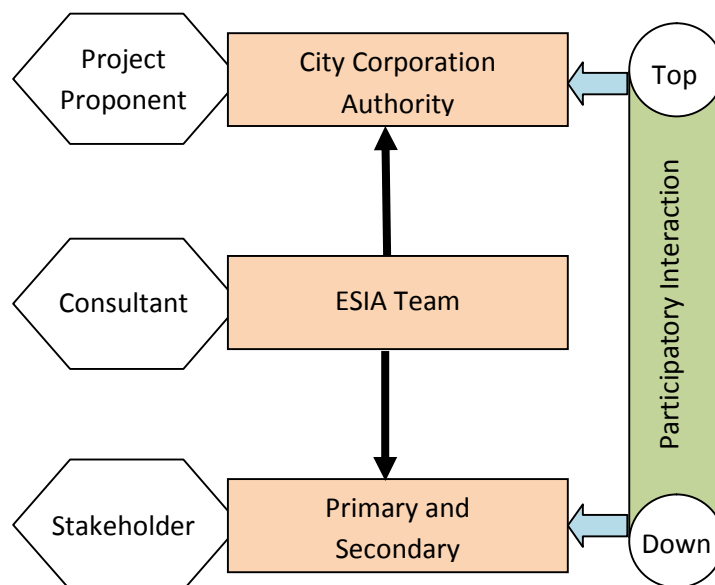 Project
Proponent
City Corporation
Authority
Top
Consultant
ESIA Team
Participatory Interaction
Stakeholder
Primary and
Secondary
Down